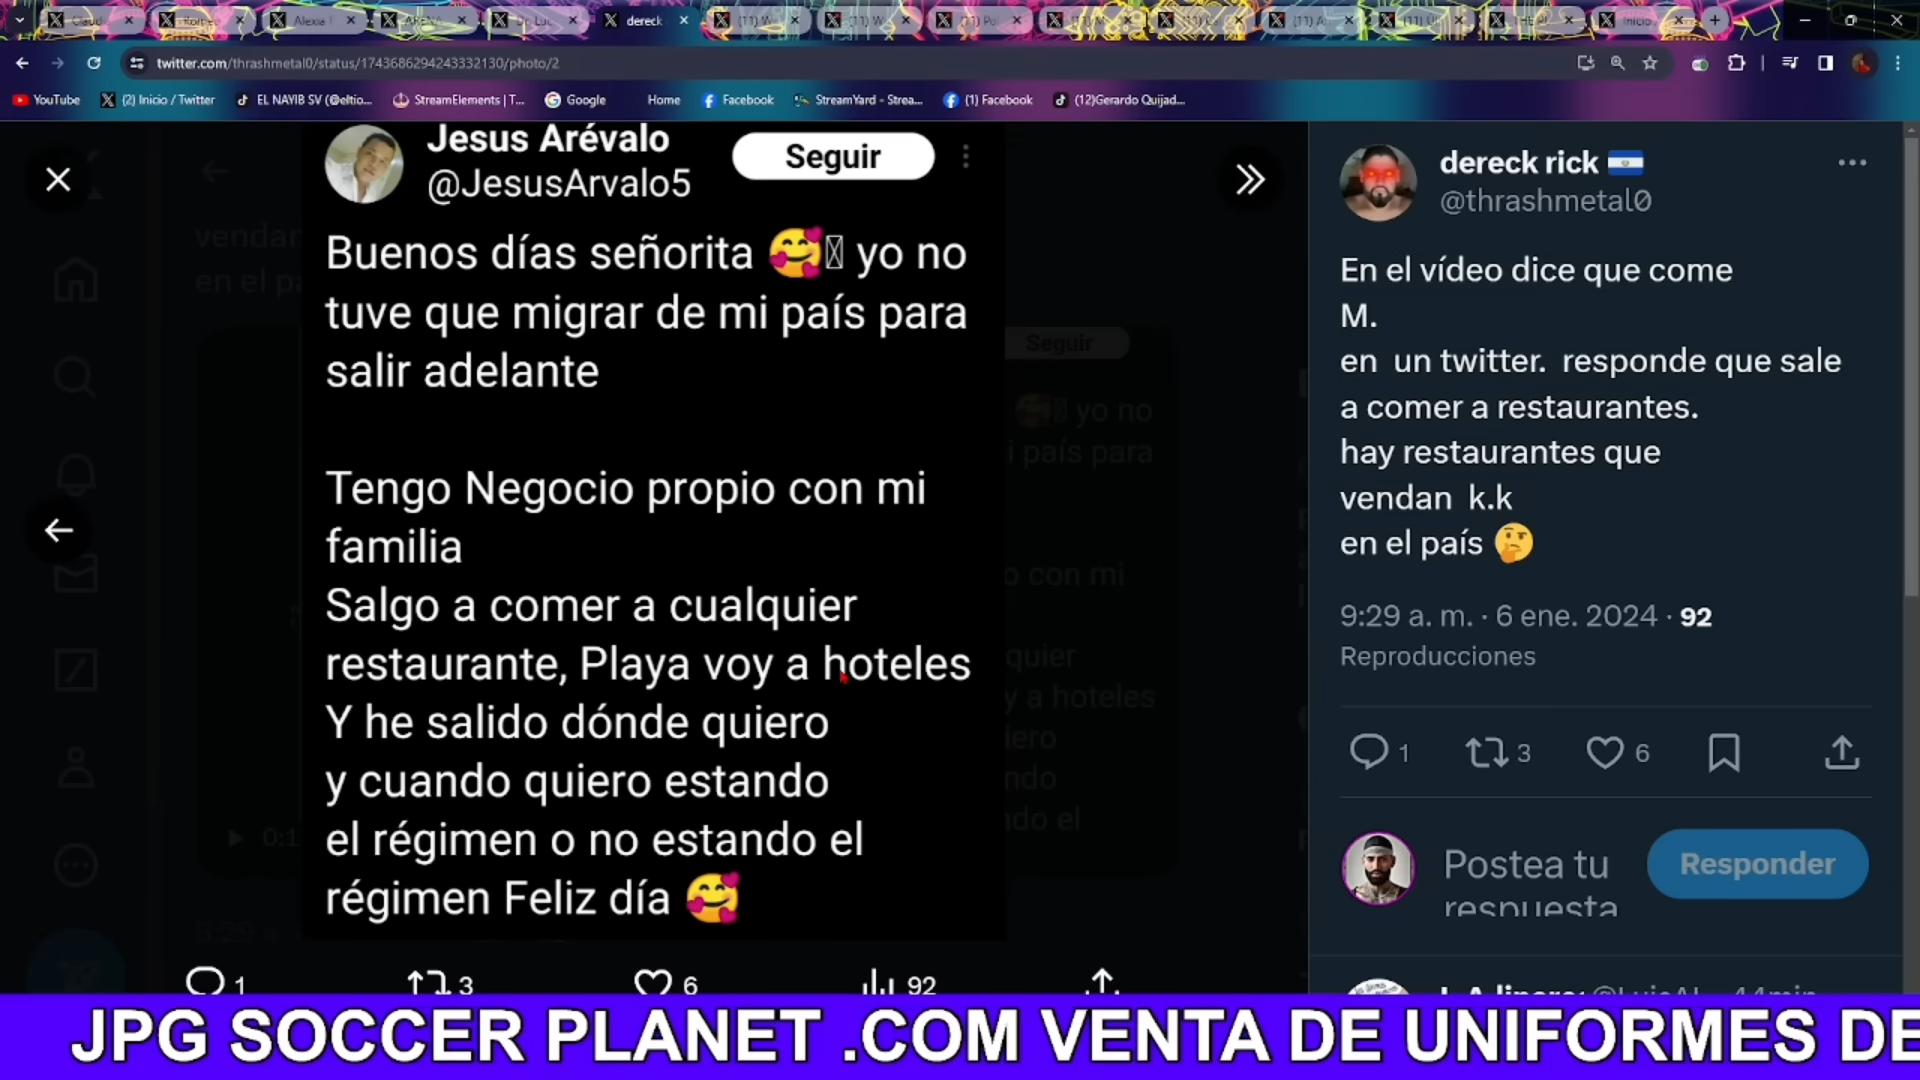 dereck
twitter.com/thrashmetal0/status/1743686294243332130/photo/2
YouTube
(2) Inicio / Twitter
EL NAYIB SV (@eltio...
StreamElements | T...
Google
Home
Facebook
StreamYard - Strea...
(1) Facebook
(12)Gerardo Quijad...
Jesus Arévalo
@JesusArvalo5
Seguir
Buenos días señorita 🥰 yo no
tuve que migrar de mi país para
salir adelante
Tengo Negocio propio con mi
familia
Salgo a comer a cualquier
restaurante, Playa voy a hoteles
Y he salido dónde quiero
y cuando quiero estando
el régimen o no estando el
régimen Feliz día 🥰
1
3
6
92
dereck rick 🇸🇻
@thrashmetal0
En el vídeo dice que come
M.
en un twitter. responde que sale
a comer a restaurantes.
hay restaurantes que
vendan k.k
en el país 🤔
9:29 a. m. · 6 ene. 2024 · 92
Reproducciones
1
3
6
Postea tu
respuesta
Responder
JPG SOCCER PLANET .COM VENTA DE UNIFORMES DE